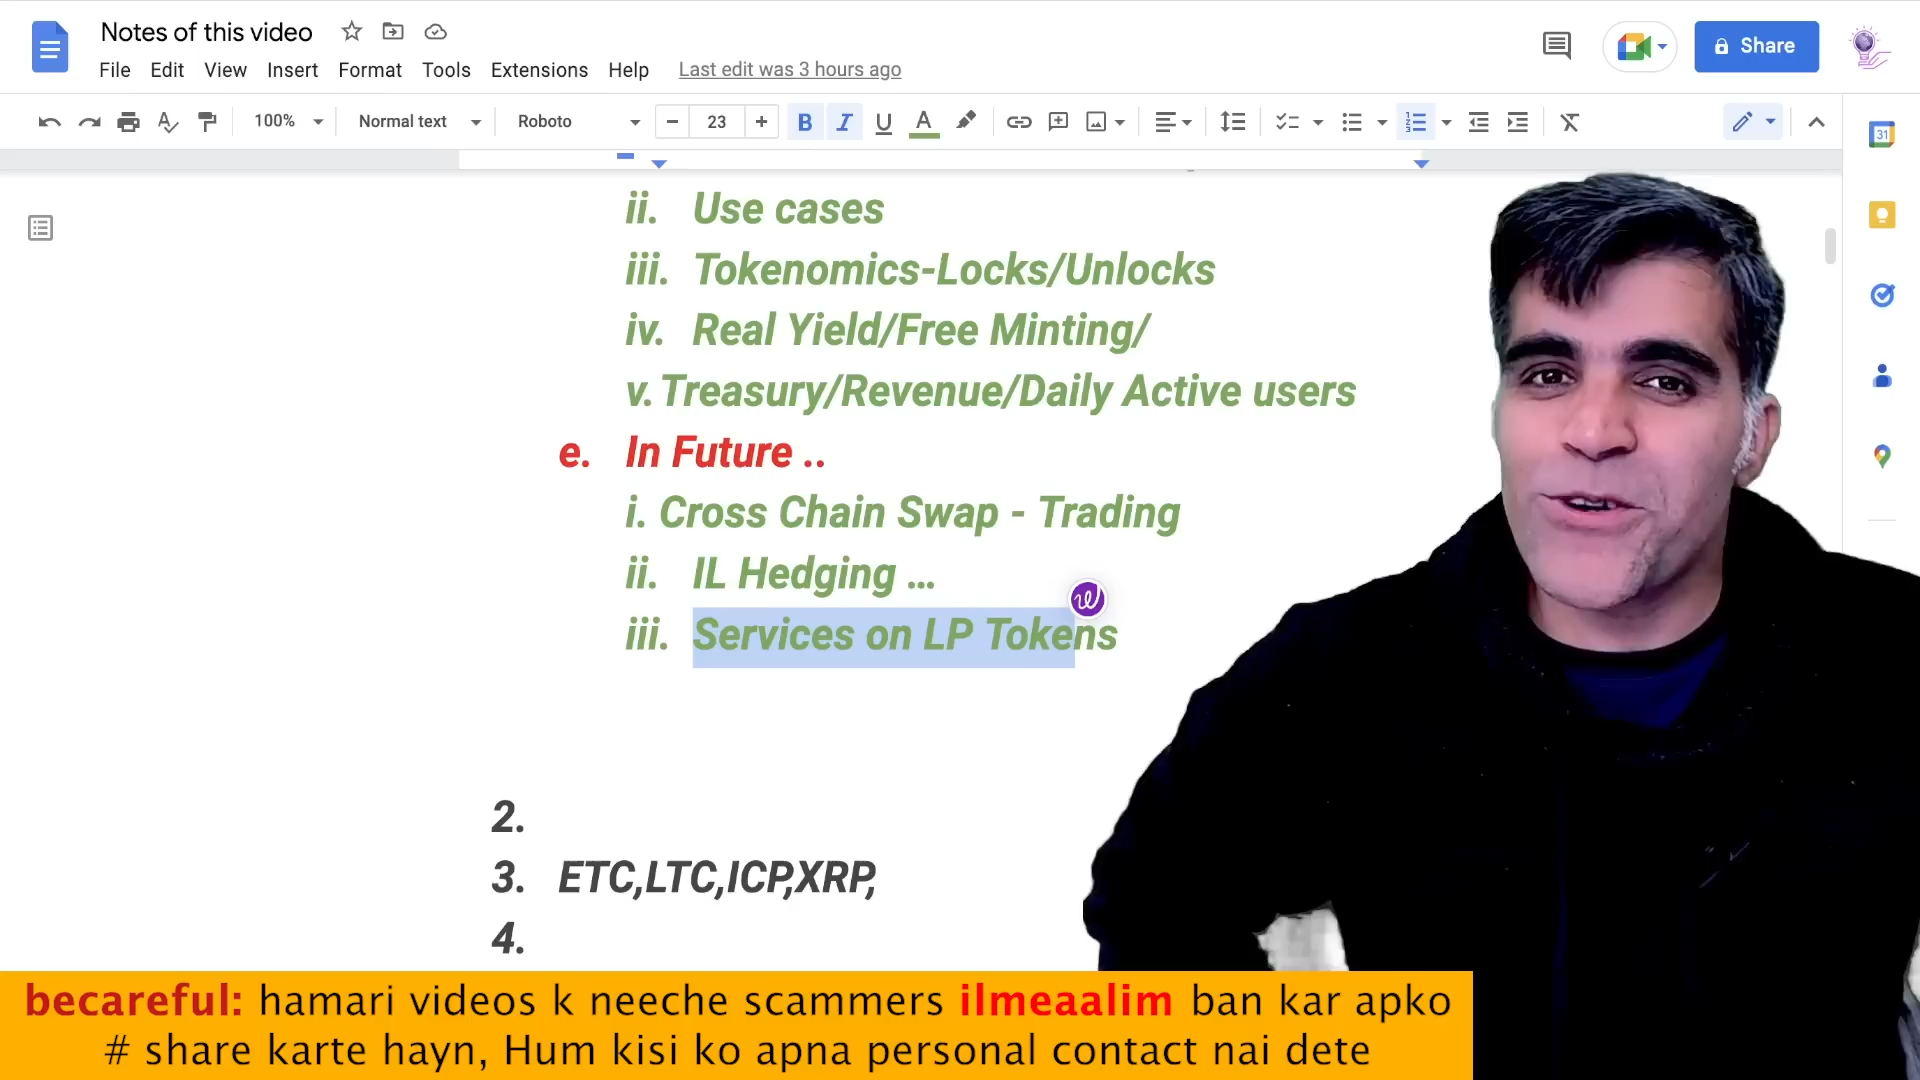 Notes of this video
File Edit View Insert Format Tools Extensions Help Last edit was 3 hours ago
Share
100% Normal text Roboto 23 B I U A
31
ii. Use cases
iii. Tokenomics-Locks/Unlocks
iv. Real Yield/Free Minting/
v. Treasury/Revenue/Daily Active users
e. In Future ..
i. Cross Chain Swap - Trading
ii. IL Hedging ...
iii. Services on LP Tokens
2.
3. ETC,LTC,ICP,XRP,
4.
becareful: hamari videos k neeche scammers ilmeaalim ban kar apko
# share karte hayn, Hum kisi ko apna personal contact nai dete